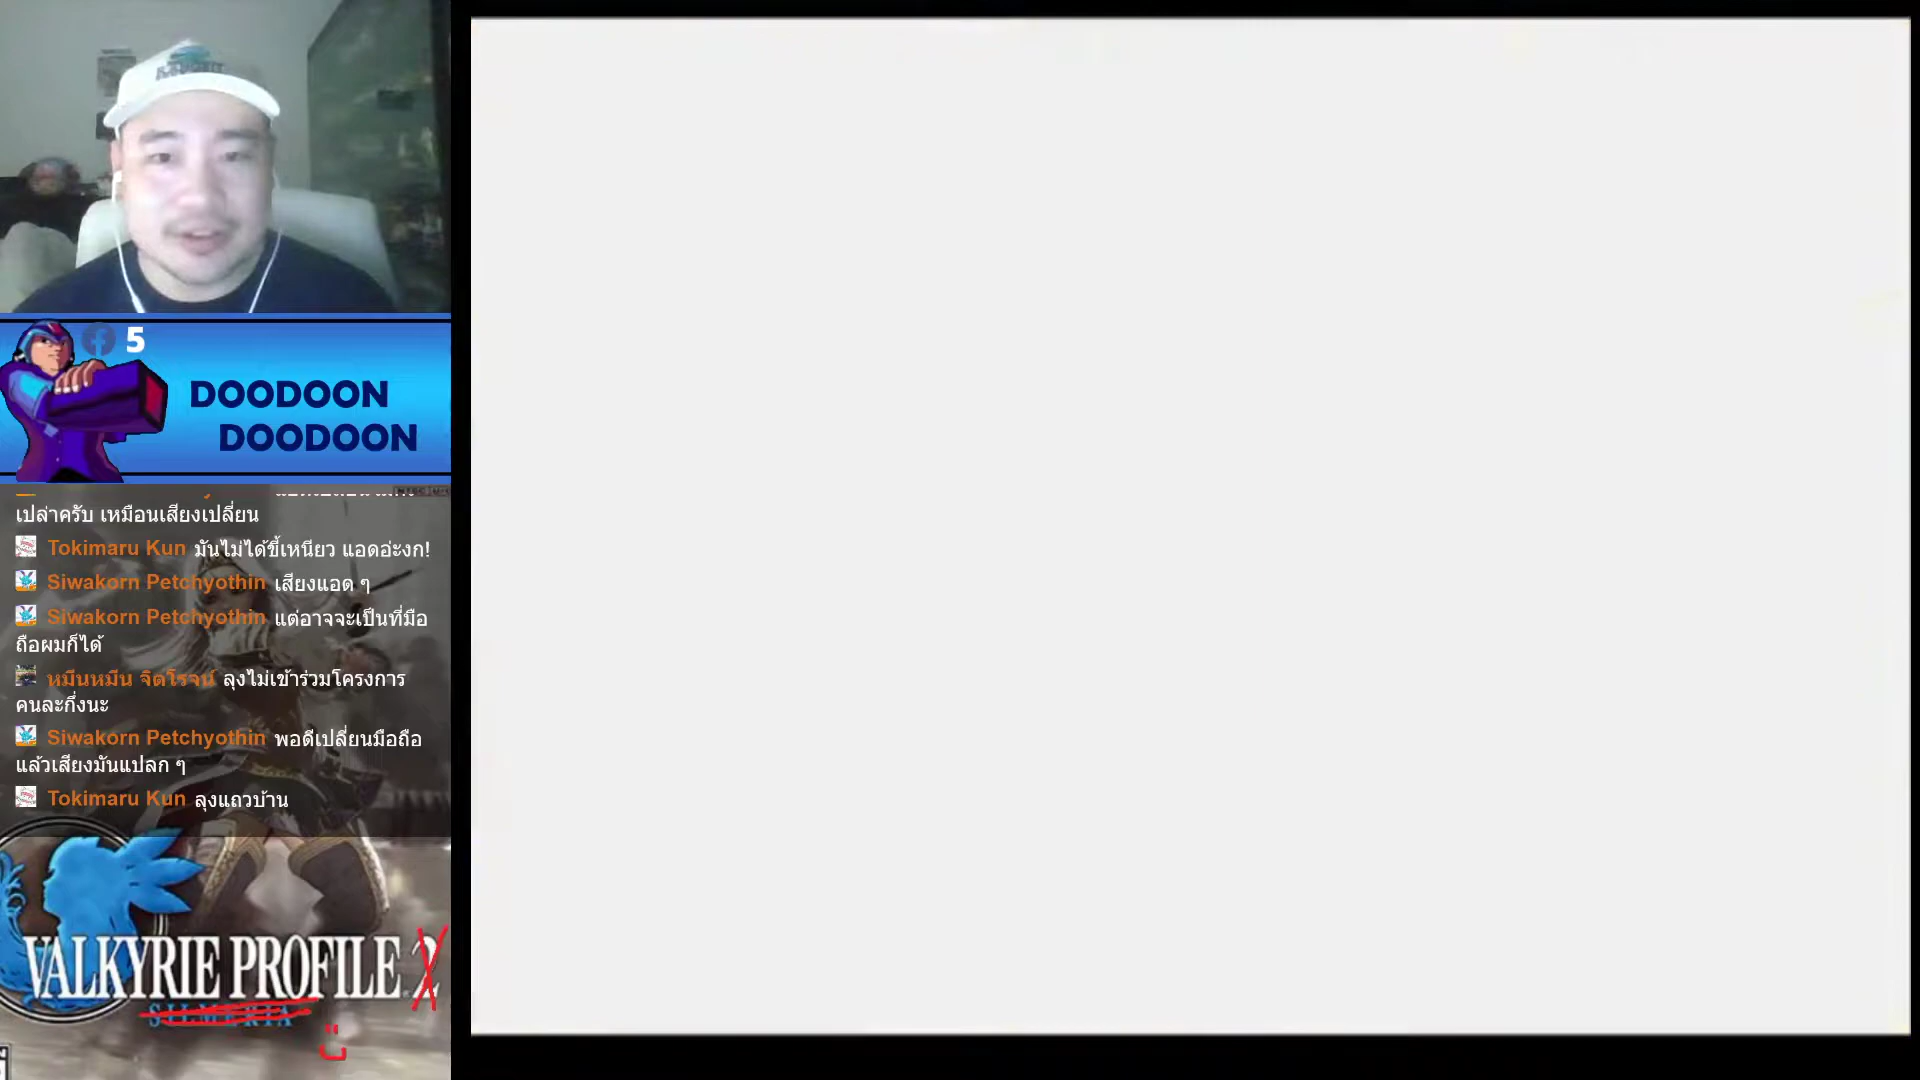 5
DOODOON
DOODOON
เปล่าครับ เหมือนเสียงเปลี่ยน
Tokimaru Kun มันไม่ได้ขี้เหนียว แอดอ่ะงก!
Siwakorn Petchyothin เสียงแอด ๆ
Siwakorn Petchyothin แต่อาจจะเป็นที่มือ
ถือผมก็ได้
หมีนหมีน จิตโรจน์ ลุงไม่เข้าร่วมโครงการ
คนละกึ่งนะ
Siwakorn Petchyothin พอดีเปลี่ยนมือถือ
แล้วเสียงมันแปลก ๆ
Tokimaru Kun ลุงแถวบ้าน
VALKYRIE PROFILE 2
SILMERIA